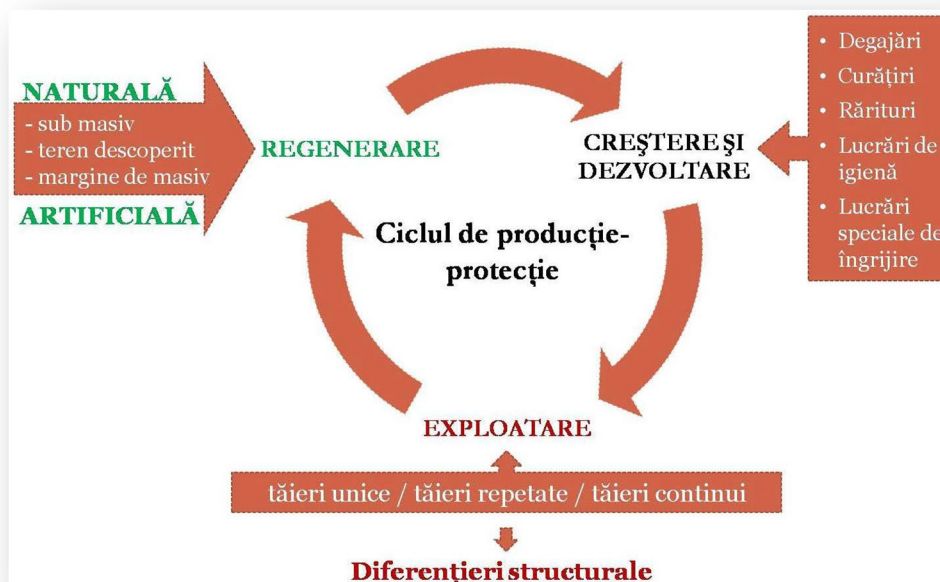 NATURALĂ
- sub masiv
- teren descoperit
- margine de masiv
ARTIFICIALĂ
REGENERARE
CREŞTERE ŞI
DEZVOLTARE
• Degajări
• Curățiri
• Rărituri
• Lucrări de
igienă
• Lucrări
speciale de
îngrijire
Ciclul de producție-
protecție
EXPLOATARE
tăieri unice / tăieri repetate / tăieri continui
Diferențieri structurale